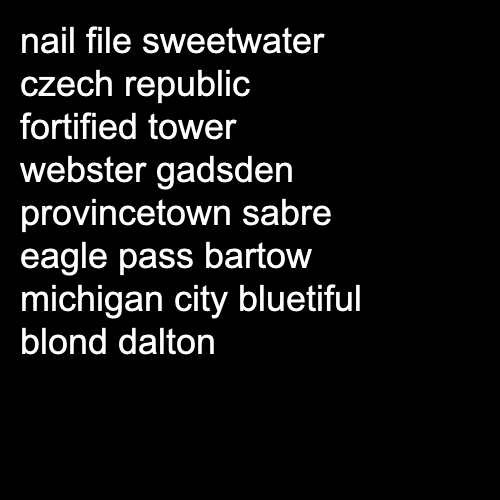 nail file sweetwater
czech republic
fortified tower
webster gadsden
provincetown sabre
eagle pass bartow
michigan city bluetiful
blond dalton